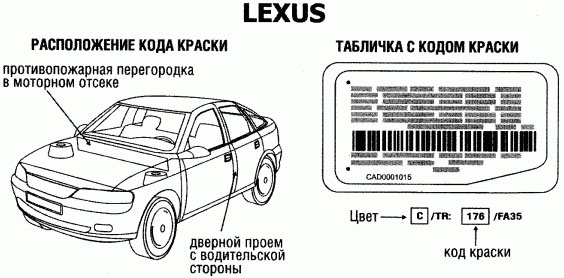 LEXUS
РАСПОЛОЖЕНИЕ КОДА КРАСКИ
противопожарная перегородка
в моторном отсеке
дверной проем
с водительской
стороны
ТАБЛИЧКА С КОДОМ КРАСКИ
CAD0001015
Цвет C /TR: 176 /FA35
код краски